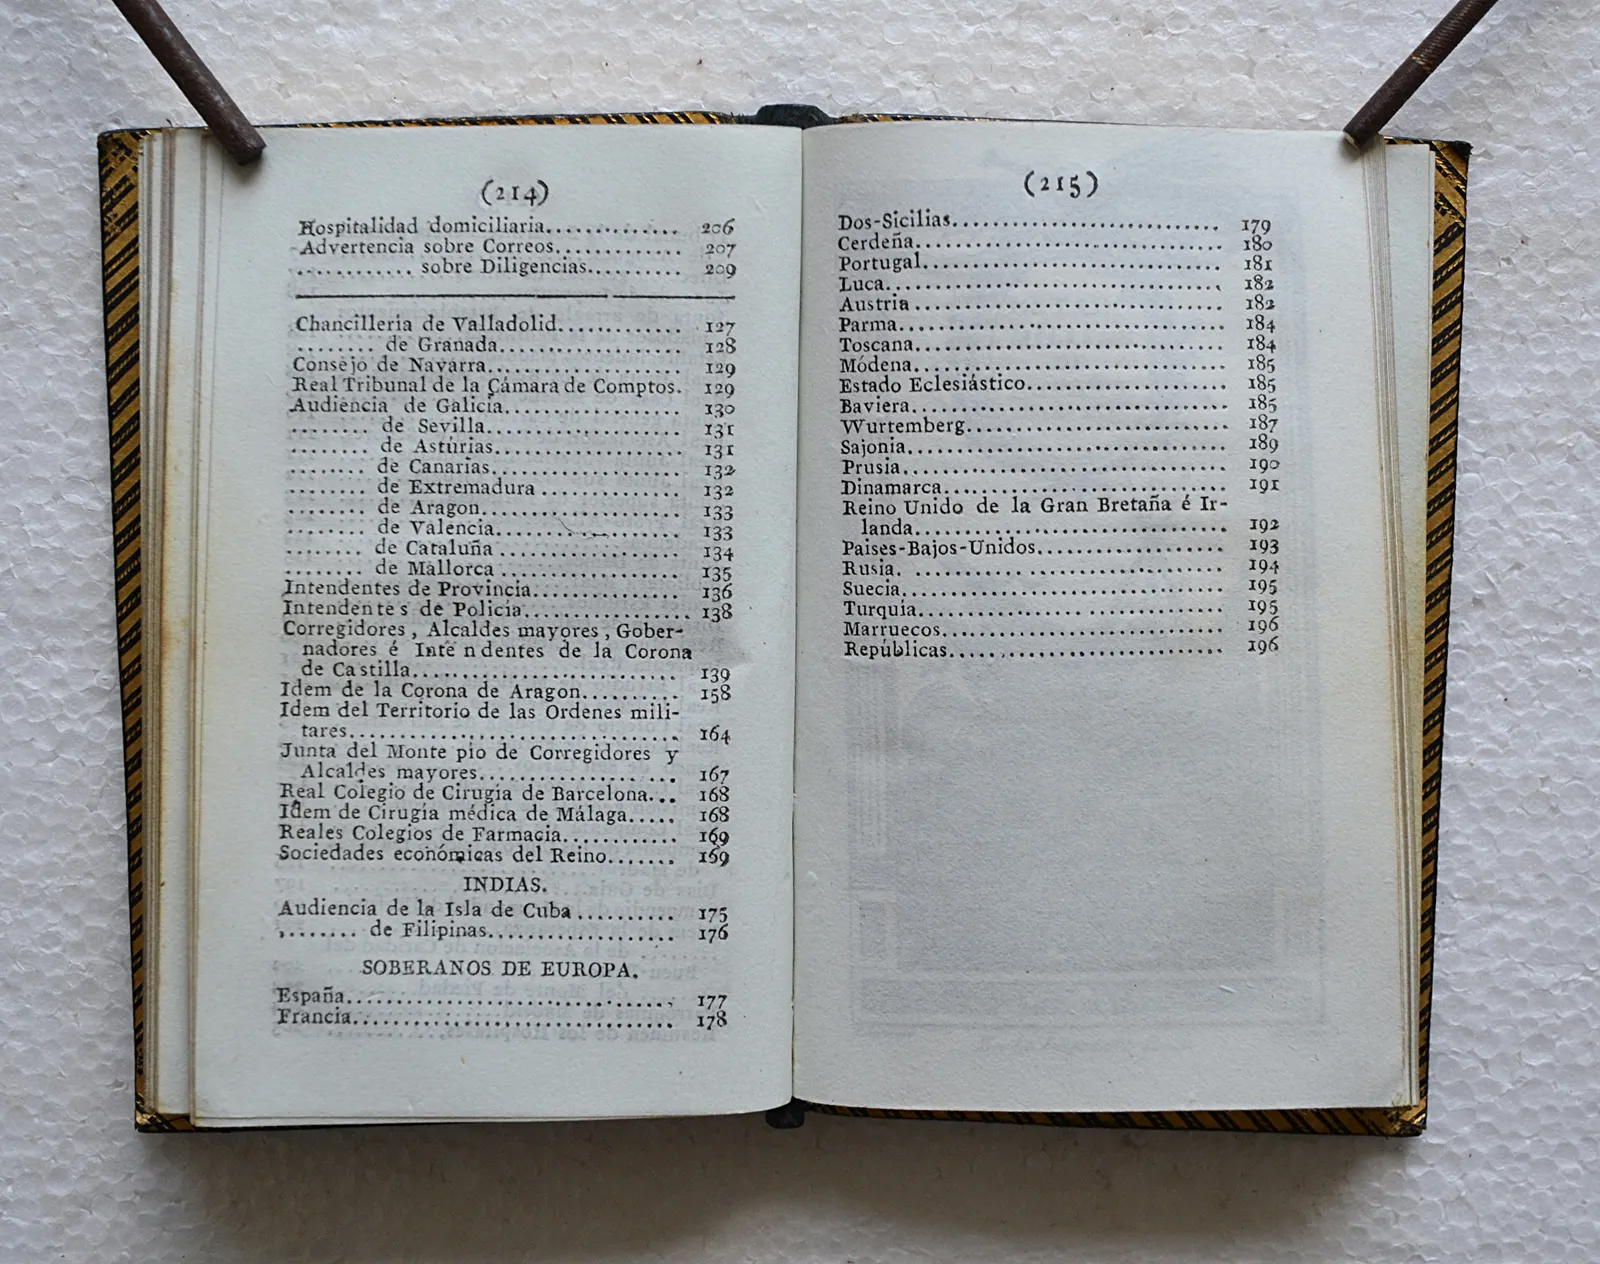 (214)
Hospitalidad domiciliaria.............. 206
Advertencia sobre Correos............. 207
............ sobre Diligencias.......... 209
Chancilleria de Valladolid............. 127
........ de Granada................... 128
Consejo de Navarra.................... 129
Real Tribunal de la Cámara de Comptos. 129
Audiencia de Galicia.................. 130
........ de Sevilla.................... 131
........ de Astúrias................... 131
........ de Canarias................... 132
........ de Extremadura .............. 132
........ de Aragon.................... 133
........ de Valencia................... 133
........ de Cataluña .................. 134
........ de Mallorca .................. 135
Intendentes de Provincia............... 136
Intendentes de Policía................. 138
Corregidores, Alcaldes mayores, Gober-
nadores é Intendentes de la Corona
de Castilla........................... 139
Idem de la Corona de Aragon.......... 158
Idem del Territorio de las Ordenes mili-
tares................................. 164
Junta del Monte pio de Corregidores y
Alcaldes mayores..................... 167
Real Colegio de Cirugía de Barcelona... 168
Idem de Cirugía médica de Málaga..... 168
Reales Colegios de Farmacia............ 169
Sociedades económicas del Reino....... 169
INDIAS.
Audiencia de la Isla de Cuba .......... 175
........ de Filipinas................... 176
SOBERANOS DE EUROPA.
España................................. 177
Francia................................ 178
(215)
Dos-Sicilias........................... 179
Cerdeña............................... 180
Portugal.............................. 181
Luca.................................. 182
Austria ............................... 182
Parma................................. 184
Toscana............................... 184
Módena............................... 185
Estado Eclesiástico.................... 185
Baviera................................ 185
Wurtemberg.......................... 187
Sajonia................................ 189
Prusia................................. 190
Dinamarca............................ 191
Reino Unido de la Gran Bretaña é Ir-
landa............................... 192
Paises-Bajos-Unidos................... 193
Rusia. ............................... 194
Suecia................................ 195
Turquía............................... 195
Marruecos............................ 196
Repúblicas............................ 196